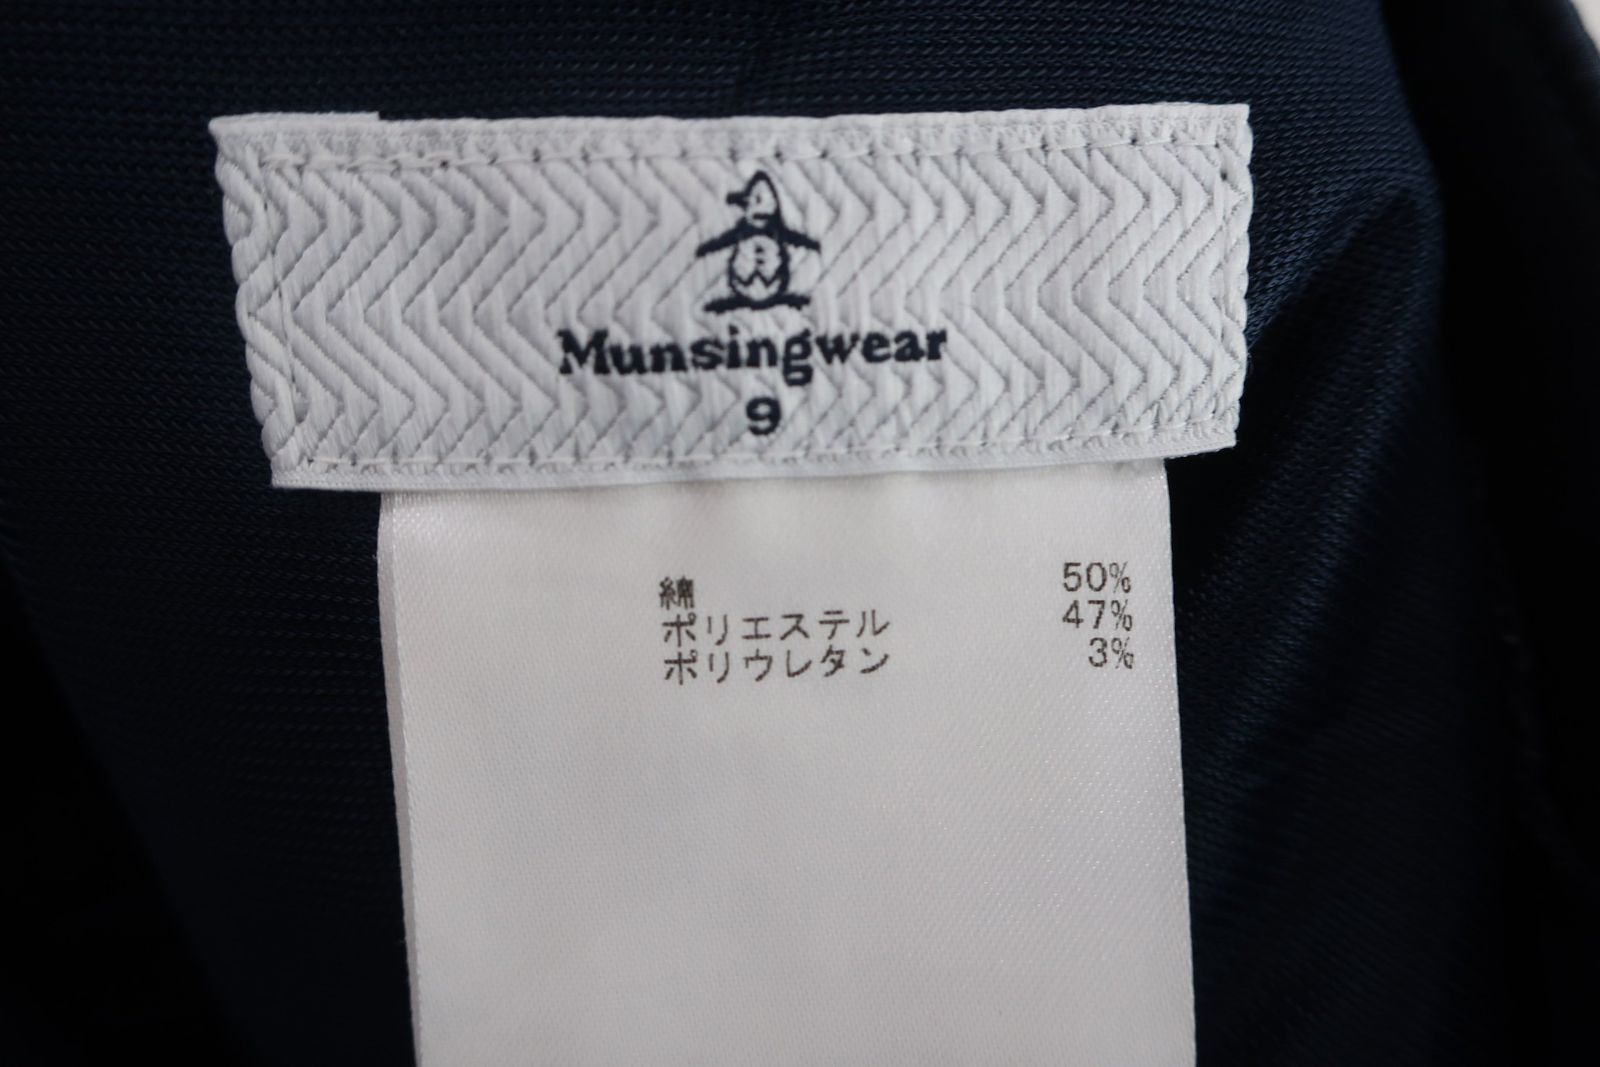 Munsingwear
9
綿 50%
ポリエステル 47%
ポリウレタン 3%